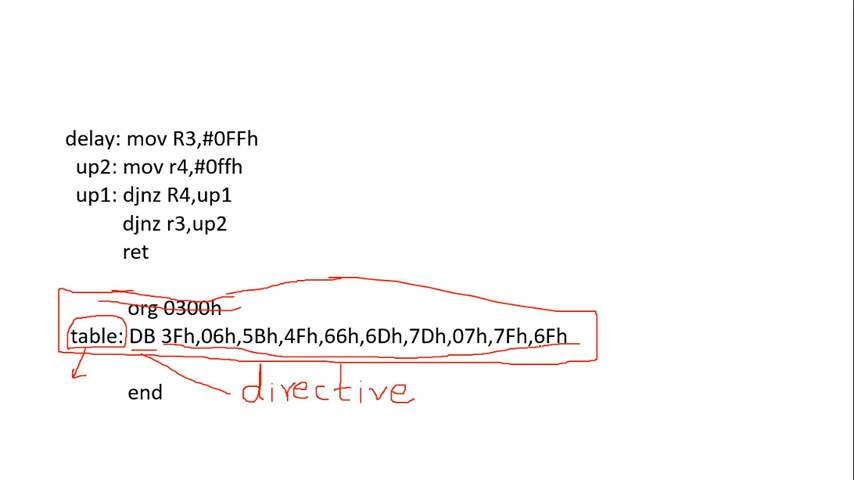 delay: mov R3,#0FFh
up2: mov r4,#0ffh
up1: djnz R4,up1
djnz r3,up2
ret
org 0300h
table: DB 3Fh,06h,5Bh,4Fh,66h,6Dh,7Dh,07h,7Fh,6Fh
directive
end